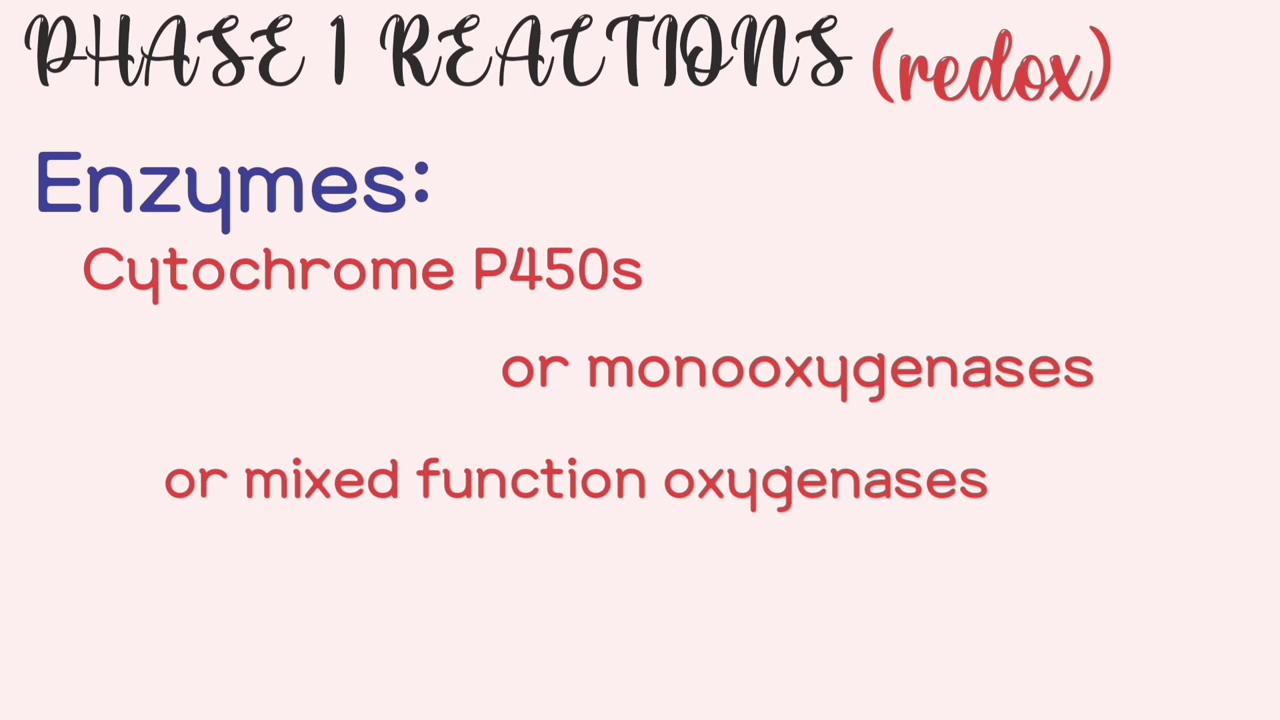 PHASE 1 REACTIONS (redox)
Enzymes:
Cytochrome P450s
or monooxygenases
or mixed function oxygenases